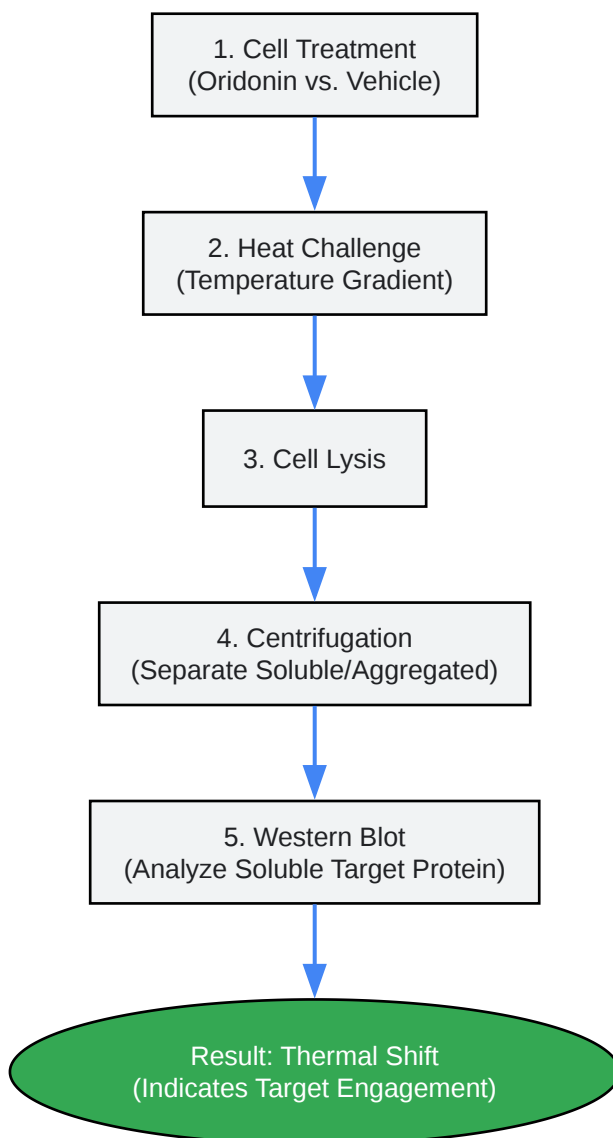 1. Cell Treatment
(Oridonin vs. Vehicle)
2. Heat Challenge
(Temperature Gradient)
3. Cell Lysis
4. Centrifugation
(Separate Soluble/Aggregated)
5. Western Blot
(Analyze Soluble Target Protein)
Result: Thermal Shift
(Indicates Target Engagement)